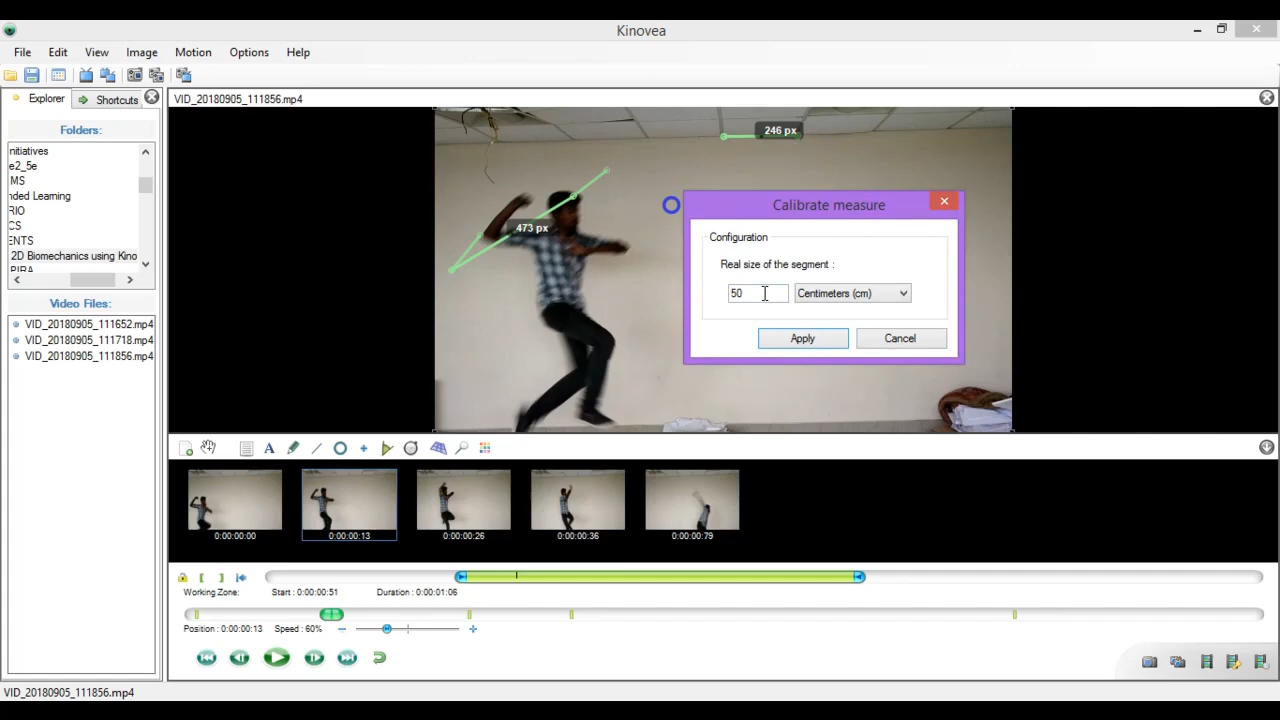 Kinovea
File Edit View Image Motion Options Help
Explorer Shortcuts
VID_20180905_111856.mp4
Folders:
nitiatives
e2_5e
MS
nded Learning
RIO
CS
ENTS
2D Biomechanics using Kino
PIRA
Video Files:
VID_20180905_111652.mp4
VID_20180905_111718.mp4
VID_20180905_111856.mp4
246 px
473 px
Calibrate measure
Configuration
Real size of the segment :
50 Centimeters (cm)
Apply Cancel
A
0:00:00:00 0:00:00:13 0:00:00:26 0:00:00:36 0:00:00:79
Working Zone: Start : 0:00:00:51 Duration : 0:00:01:06
Position : 0:00:00:13 Speed : 60%
VID_20180905_111856.mp4